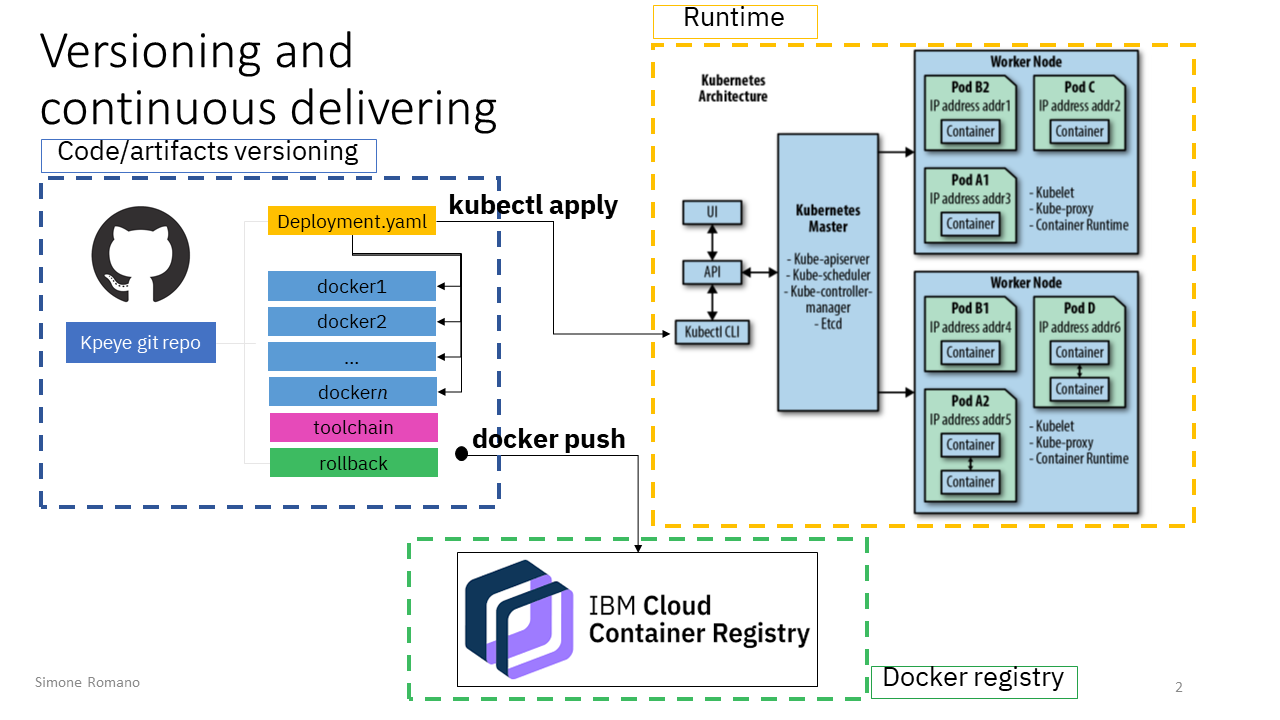 Versioning and
continuous delivering
Code/artifacts versioning
Kpeye git repo
Deployment.yaml
docker1
docker2
...
dockern
toolchain
rollback
kubectl apply
docker push
Runtime
Kubernetes
Architecture
UI
API
Kubectl CLI
Kubernetes
Master
- Kube-apiserver
- Kube-scheduler
- Kube-controller-
manager
- Etcd
Worker Node
Pod B2
IP address addr1
Container
Pod C
IP address addr2
Container
Pod A1
IP address addr3
Container
- Kubelet
- Kube-proxy
- Container Runtime
Worker Node
Pod B1
IP address addr4
Container
Pod D
IP address addr6
Container
Container
Pod A2
IP address addr5
Container
Container
- Kubelet
- Kube-proxy
- Container Runtime
IBM Cloud
Container Registry
Docker registry
Simone Romano
2